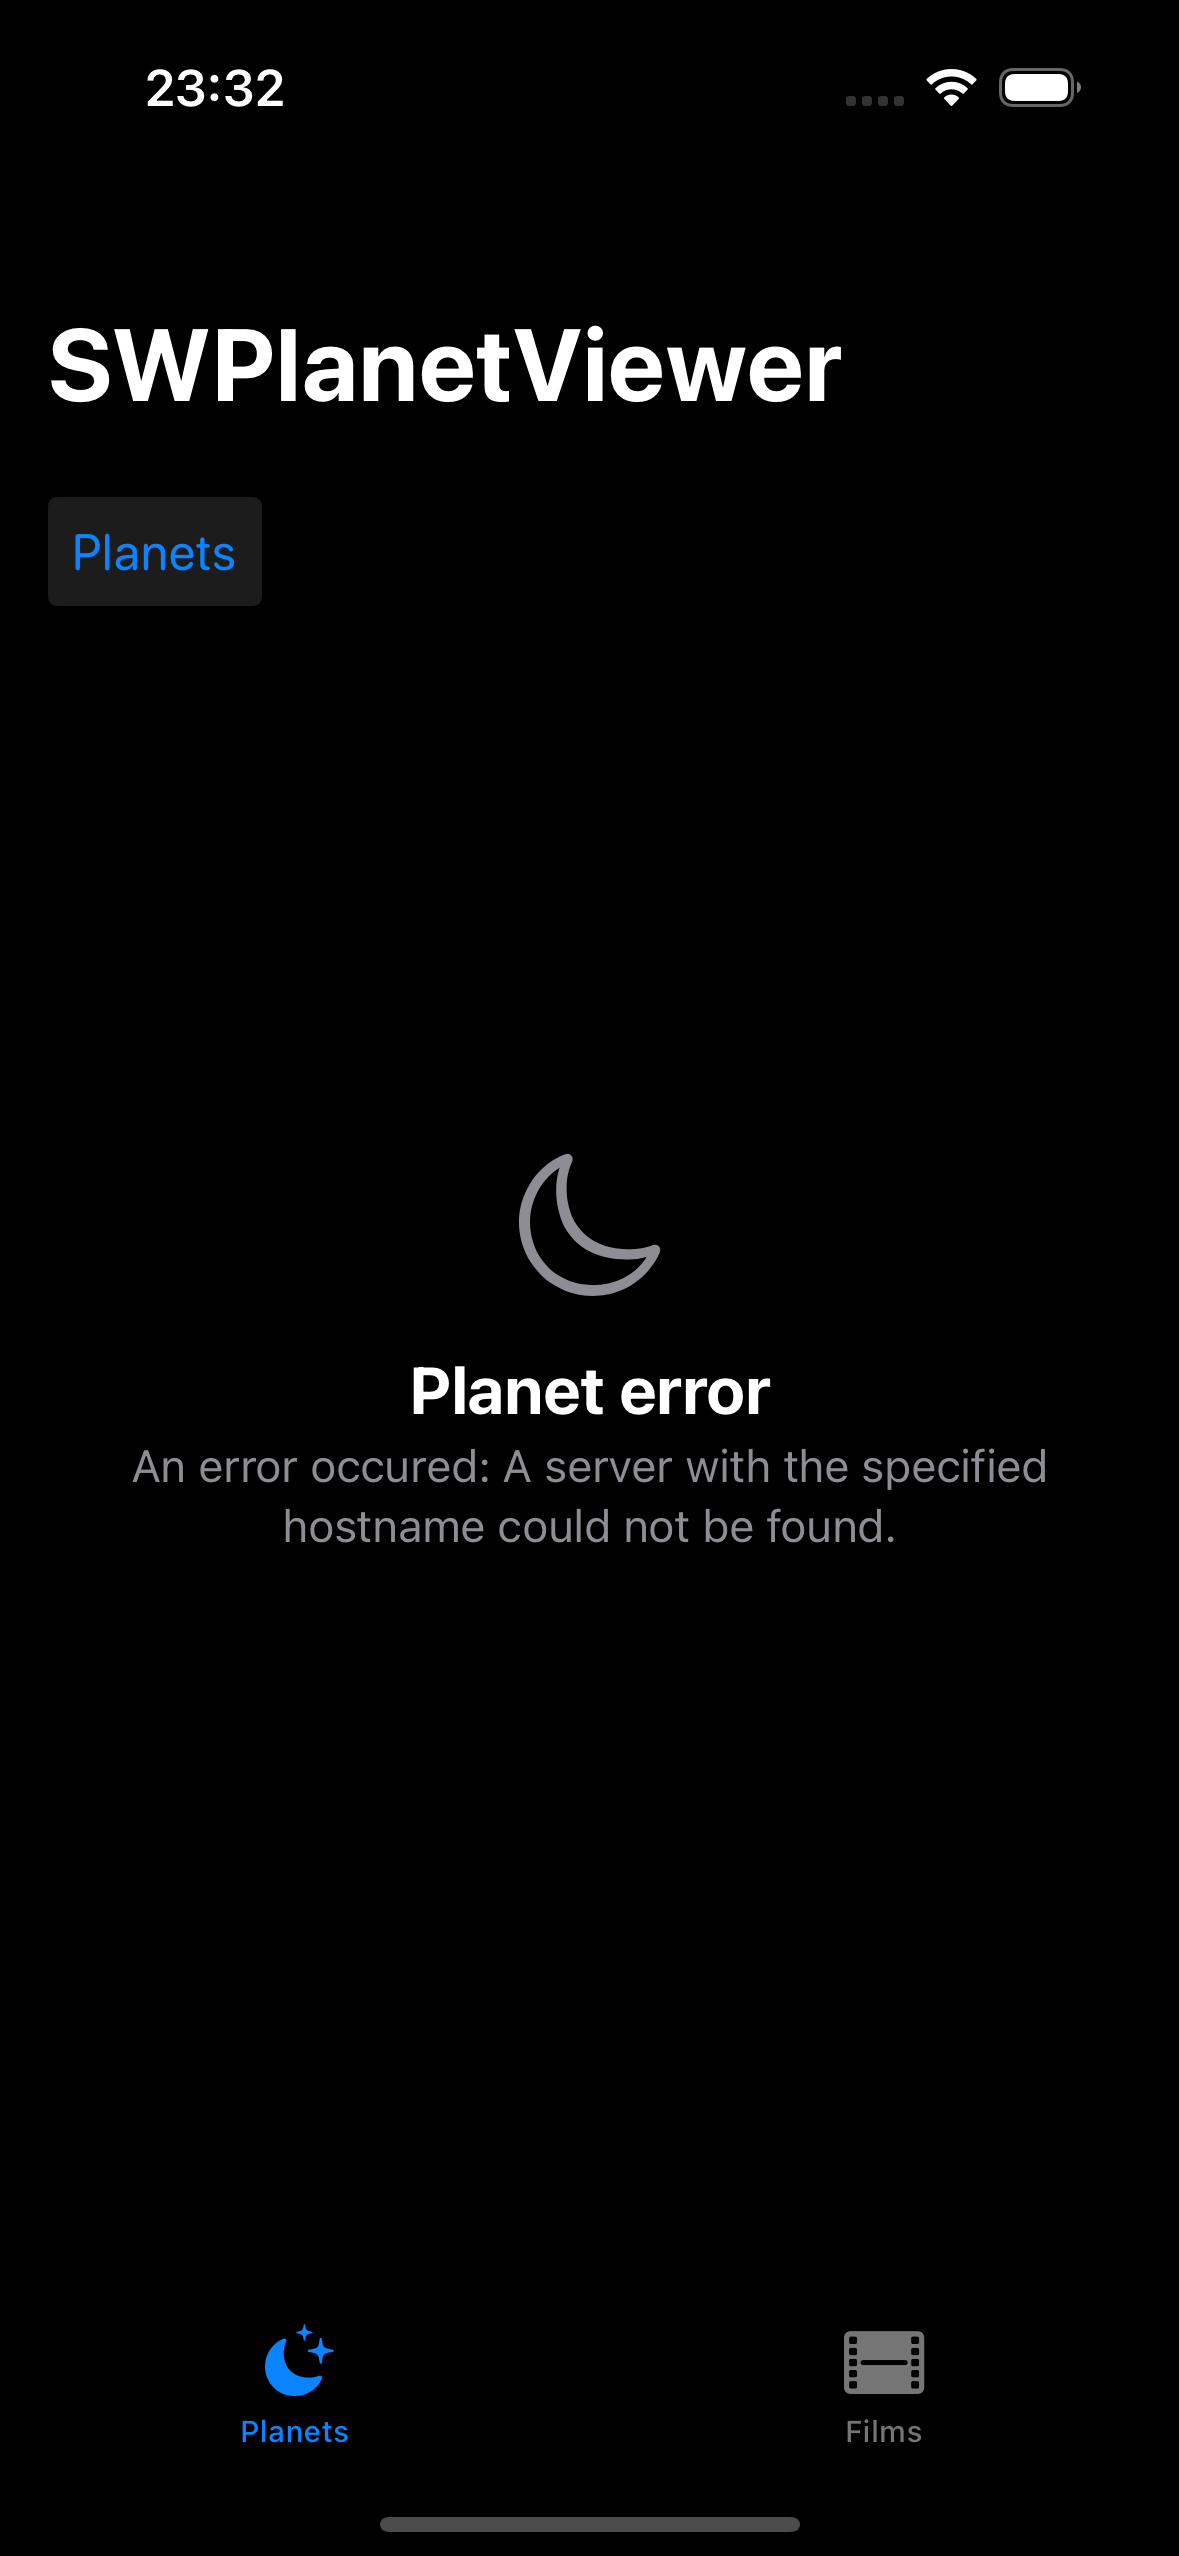 23:32
SWPlanetViewer
Planets
Planet error
An error occured: A server with the specified
hostname could not be found.
Planets
Films